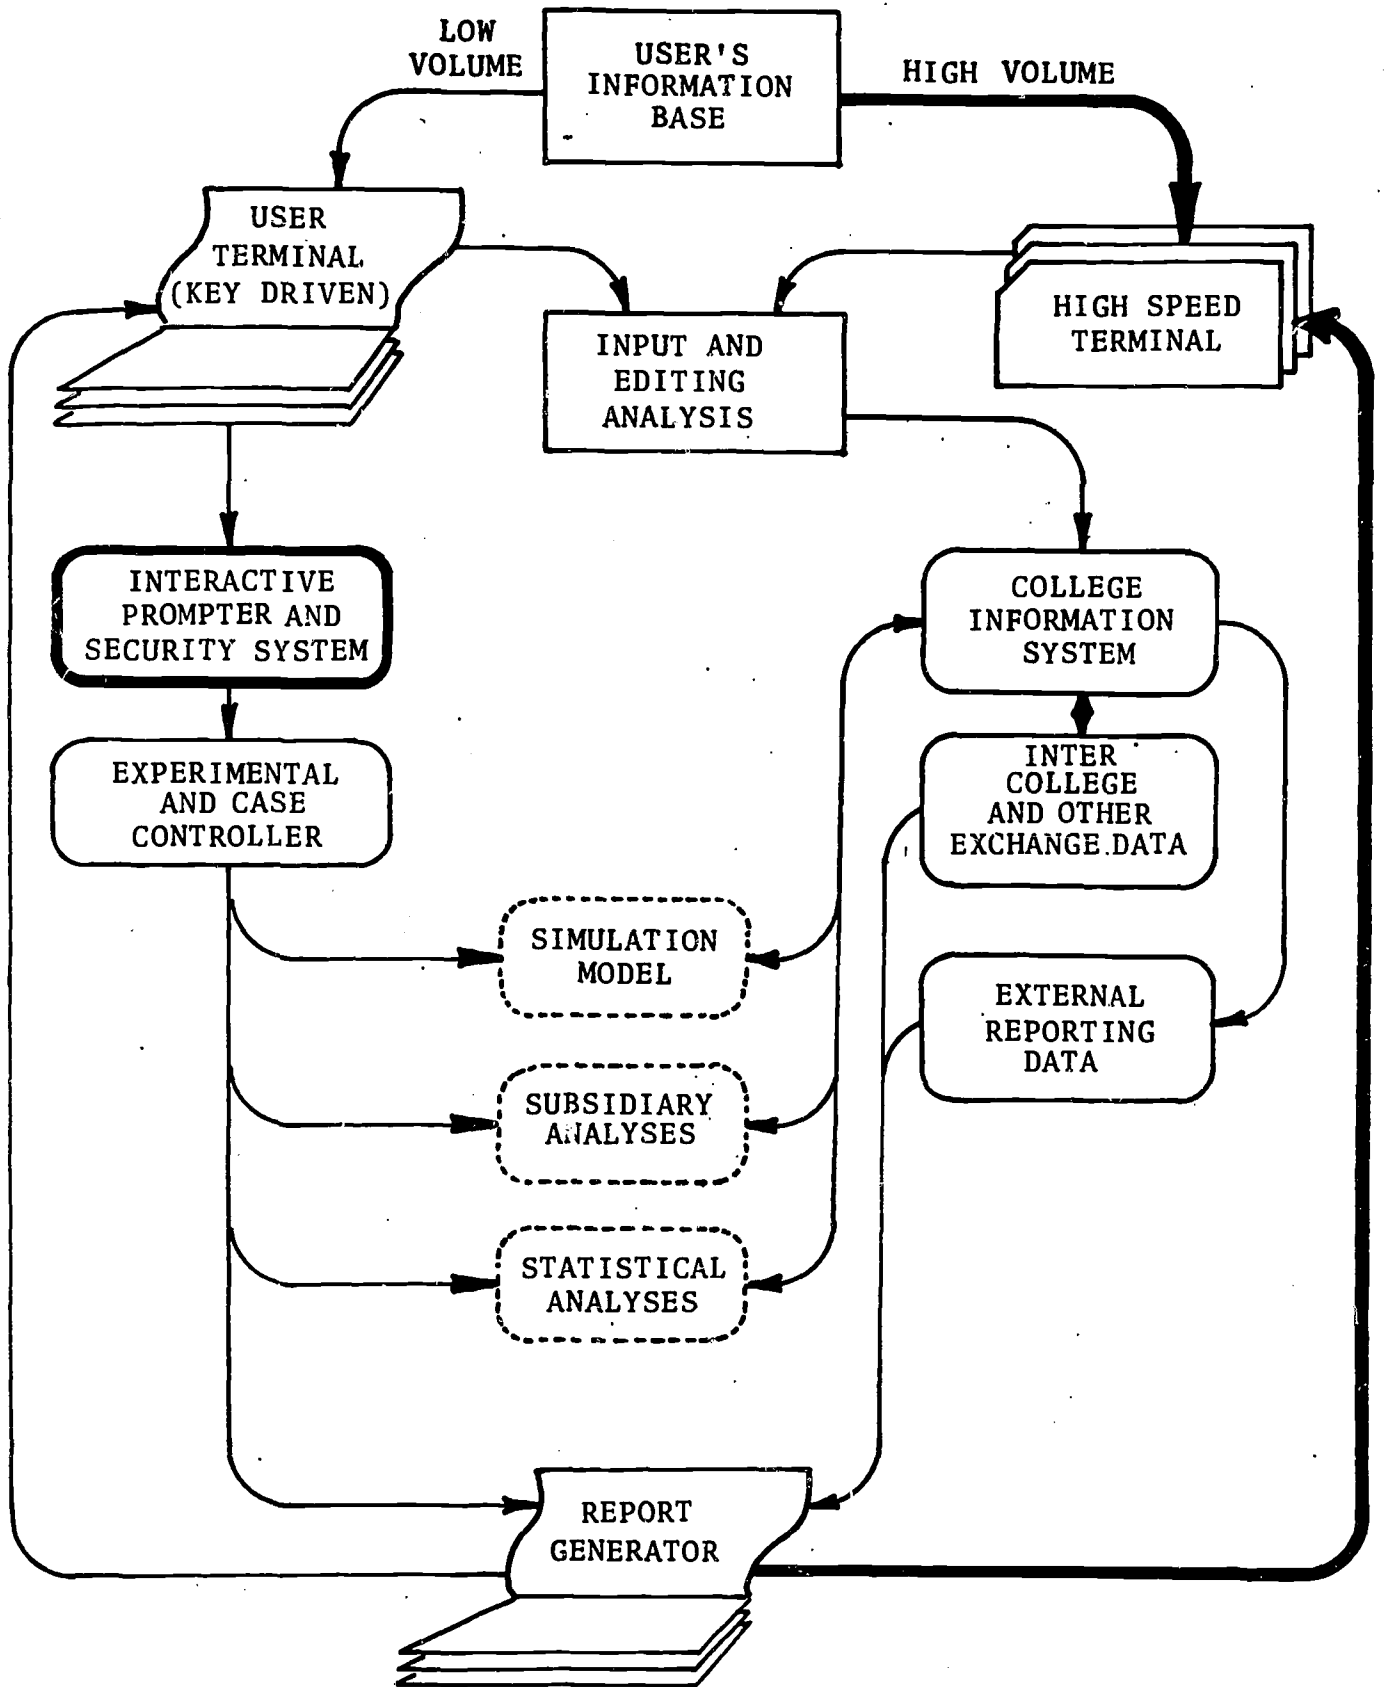 LOW
VOLUME
USER'S
INFORMATION
BASE
HIGH VOLUME
USER
TERMINAL
(KEY DRIVEN)
INPUT AND
EDITING
ANALYSIS
HIGH SPEED
TERMINAL
INTERACTIVE
PROMPTER AND
SECURITY SYSTEM
COLLEGE
INFORMATION
SYSTEM
EXPERIMENTAL
AND CASE
CONTROLLER
INTER
COLLEGE
AND OTHER
EXCHANGE DATA
SIMULATION
MODEL
EXTERNAL
REPORTING
DATA
SUBSIDIARY
ANALYSES
STATISTICAL
ANALYSES
REPORT
GENERATOR